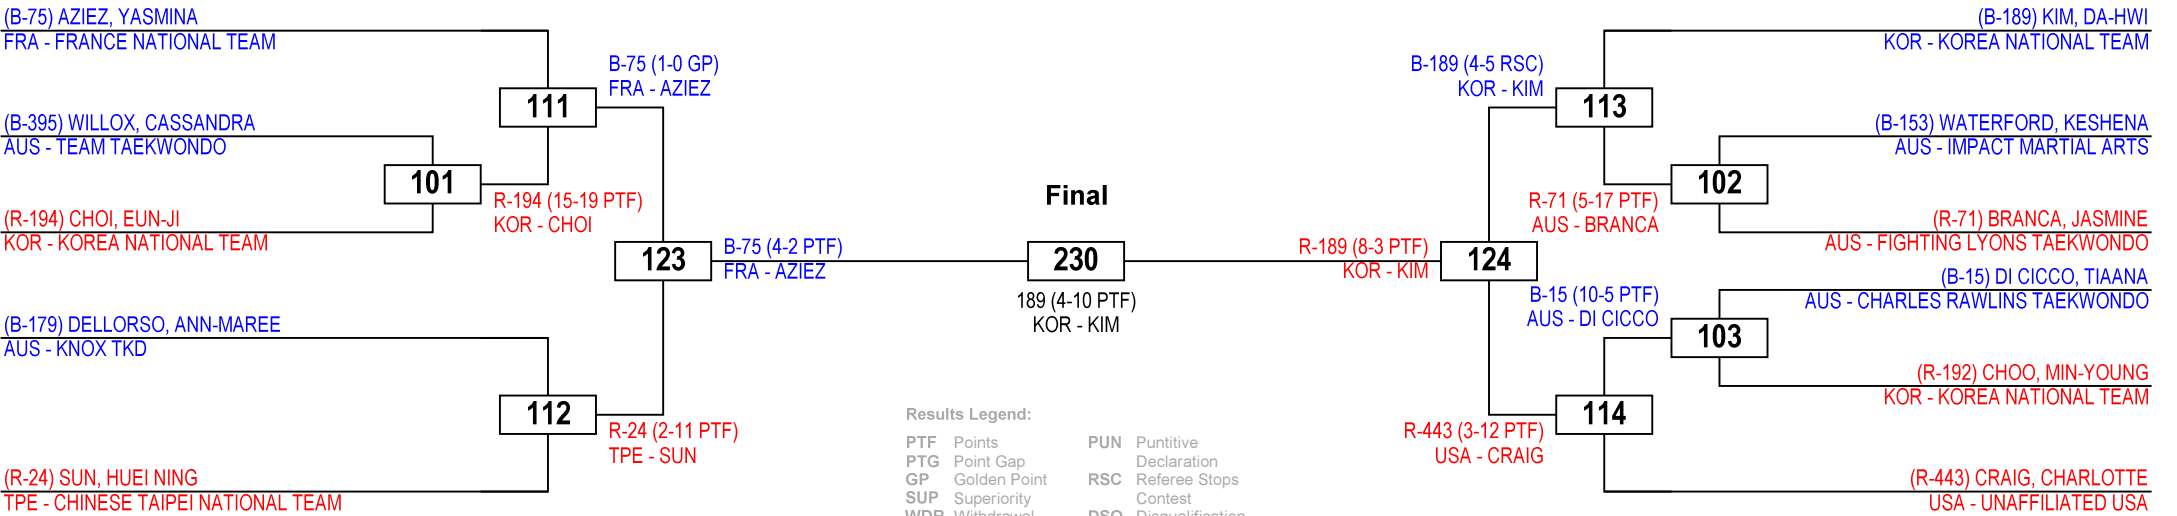 (B-75) AZIEZ, YASMINA
FRA - FRANCE NATIONAL TEAM
B-75 (1-0 GP)
FRA - AZIEZ
111
(B-395) WILLOX, CASSANDRA
AUS - TEAM TAEKWONDO
101
R-194 (15-19 PTF)
KOR - CHOI
(R-194) CHOI, EUN-JI
KOR - KOREA NATIONAL TEAM
123
B-75 (4-2 PTF)
FRA - AZIEZ
(B-179) DELLORSO, ANN-MAREE
AUS - KNOX TKD
112
R-24 (2-11 PTF)
TPE - SUN
(R-24) SUN, HUEI NING
TPE - CHINESE TAIPEI NATIONAL TEAM
Final
230
189 (4-10 PTF)
KOR - KIM
(B-189) KIM, DA-HWI
KOR - KOREA NATIONAL TEAM
B-189 (4-5 RSC)
KOR - KIM
113
(B-153) WATERFORD, KESHENA
AUS - IMPACT MARTIAL ARTS
102
R-71 (5-17 PTF)
AUS - BRANCA
(R-71) BRANCA, JASMINE
AUS - FIGHTING LYONS TAEKWONDO
R-189 (8-3 PTF)
KOR - KIM
124
(B-15) DI CICCO, TIAANA
AUS - CHARLES RAWLINS TAEKWONDO
B-15 (10-5 PTF)
AUS - DI CICCO
103
(R-192) CHOO, MIN-YOUNG
KOR - KOREA NATIONAL TEAM
114
R-443 (3-12 PTF)
USA - CRAIG
(R-443) CRAIG, CHARLOTTE
USA - UNAFFILIATED USA
Results Legend:
PTF Points
PTG Point Gap
GP Golden Point
SUP Superiority
WDR Withdrawal
PUN Puntitive
Declaration
RSC Referee Stops
Contest
DSQ Disqualification